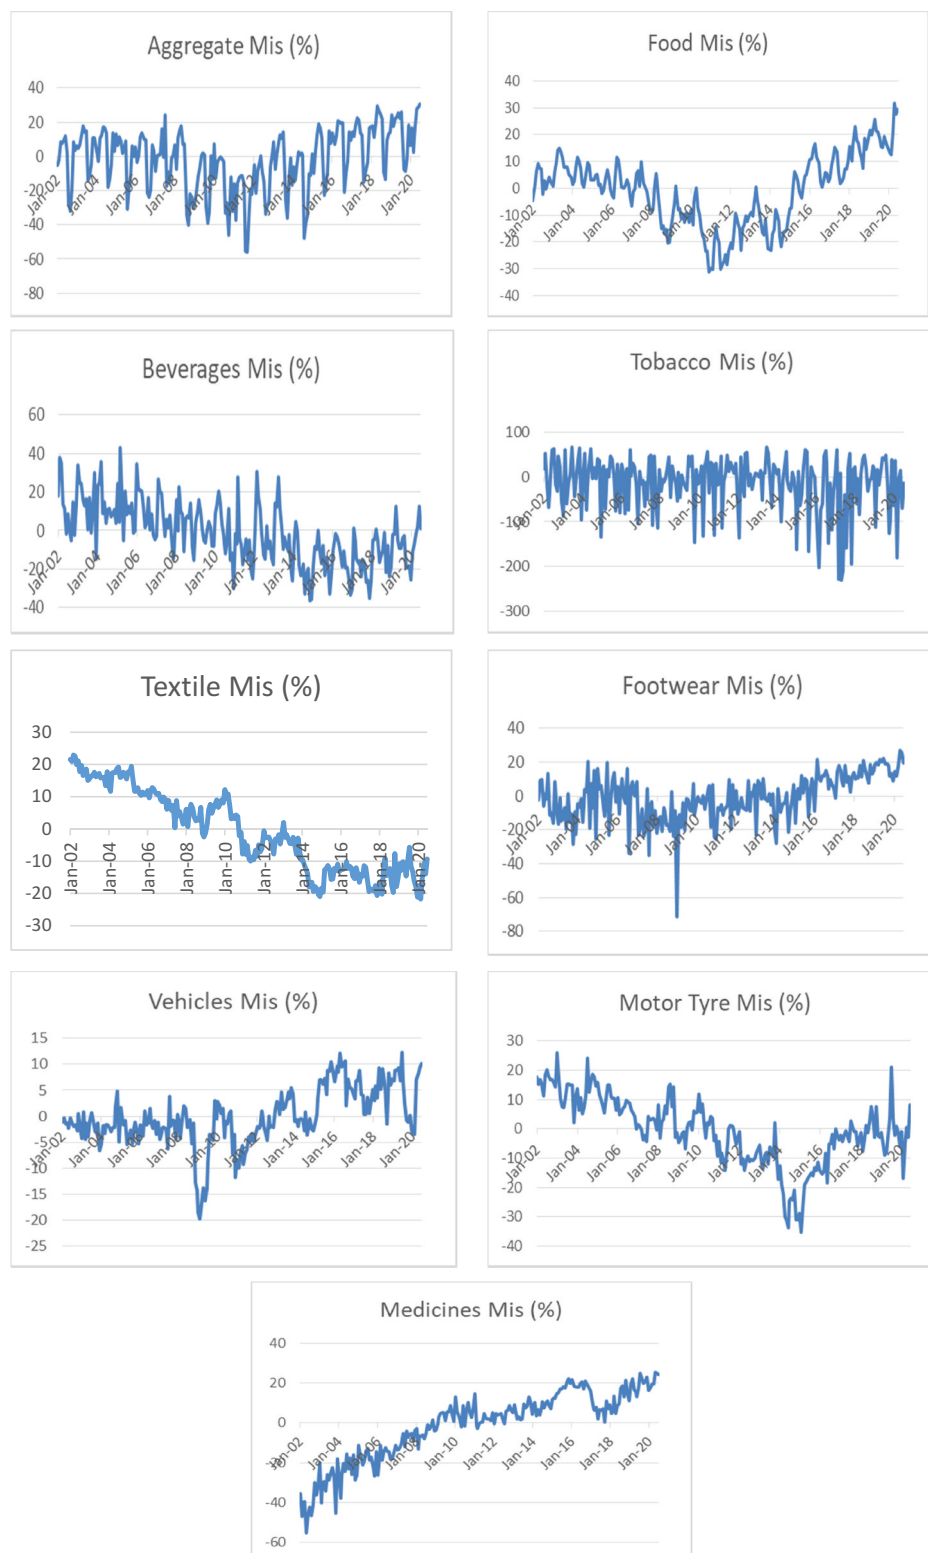 Aggregate Mis (%)
40
20
0
-20
-40
-60
-80
Jan-02
Jan-04
Jan-06
Jan-08
Jan-10
Jan-12
Jan-14
Jan-16
Jan-18
Jan-20
Food Mis (%)
40
30
20
10
0
-10
-20
-30
-40
Jan-02
Jan-04
Jan-06
Jan-08
Jan-10
Jan-12
Jan-14
Jan-16
Jan-18
Jan-20
Beverages Mis (%)
60
40
20
0
-20
-40
Jan-02
Jan-04
Jan-06
Jan-08
Jan-10
Jan-12
Jan-14
Jan-16
Jan-18
Jan-20
Tobacco Mis (%)
100
0
-100
-200
-300
Jan-02
Jan-04
Jan-06
Jan-08
Jan-10
Jan-12
Jan-14
Jan-16
Jan-18
Jan-20
Textile Mis (%)
30
20
10
0
-10
-20
-30
Jan-02
Jan-04
Jan-06
Jan-08
Jan-10
Jan-12
Jan-14
Jan-16
Jan-18
Jan-20
Footwear Mis (%)
40
20
0
-20
-40
-60
-80
Jan-02
Jan-04
Jan-06
Jan-08
Jan-10
Jan-12
Jan-14
Jan-16
Jan-18
Jan-20
Vehicles Mis (%)
15
10
5
0
-5
-10
-15
-20
-25
Jan-02
Jan-04
Jan-06
Jan-08
Jan-10
Jan-12
Jan-14
Jan-16
Jan-18
Jan-20
Motor Tyre Mis (%)
30
20
10
0
-10
-20
-30
-40
Jan-02
Jan-04
Jan-06
Jan-08
Jan-10
Jan-12
Jan-14
Jan-16
Jan-18
Jan-20
Medicines Mis (%)
40
20
0
-20
-40
-60
Jan-02
Jan-04
Jan-06
Jan-08
Jan-10
Jan-12
Jan-14
Jan-16
Jan-18
Jan-20